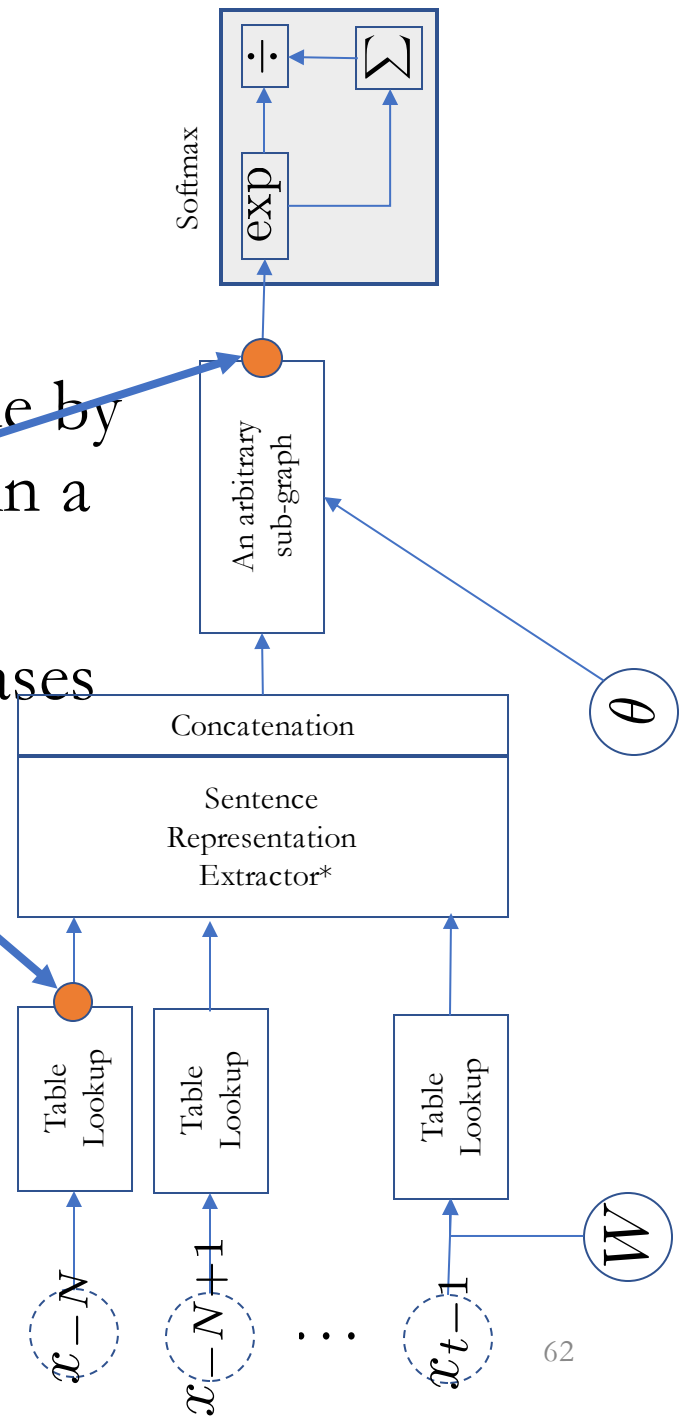 Softmax
÷
∑
exp
e by
in a
An arbitrary
sub-graph
ases
θ
Concatenation
Sentence
Representation
Extractor*
Table
Lookup
Table
Lookup
Table
Lookup
W
x−N
x−N+1
...
xt−1
62